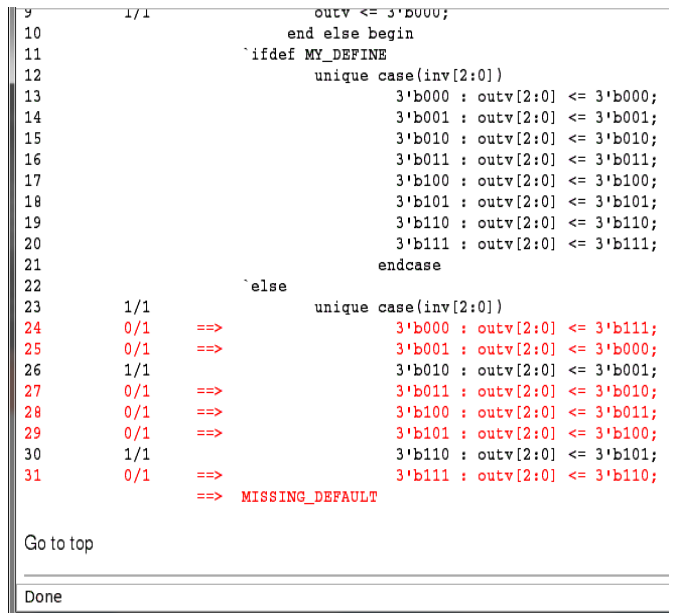 9 1/1 outv <= 3'b000;
10 end else begin
11 `ifdef MY_DEFINE
12 unique case(inv[2:0])
13 3'b000 : outv[2:0] <= 3'b000;
14 3'b001 : outv[2:0] <= 3'b001;
15 3'b010 : outv[2:0] <= 3'b010;
16 3'b011 : outv[2:0] <= 3'b011;
17 3'b100 : outv[2:0] <= 3'b100;
18 3'b101 : outv[2:0] <= 3'b101;
19 3'b110 : outv[2:0] <= 3'b110;
20 3'b111 : outv[2:0] <= 3'b111;
21 endcase
22 `else
23 1/1 unique case(inv[2:0])
24 0/1 ==> 3'b000 : outv[2:0] <= 3'b111;
25 0/1 ==> 3'b001 : outv[2:0] <= 3'b000;
26 1/1 3'b010 : outv[2:0] <= 3'b001;
27 0/1 ==> 3'b011 : outv[2:0] <= 3'b010;
28 0/1 ==> 3'b100 : outv[2:0] <= 3'b011;
29 0/1 ==> 3'b101 : outv[2:0] <= 3'b100;
30 1/1 3'b110 : outv[2:0] <= 3'b101;
31 0/1 ==> 3'b111 : outv[2:0] <= 3'b110;
==> MISSING_DEFAULT
Go to top
Done